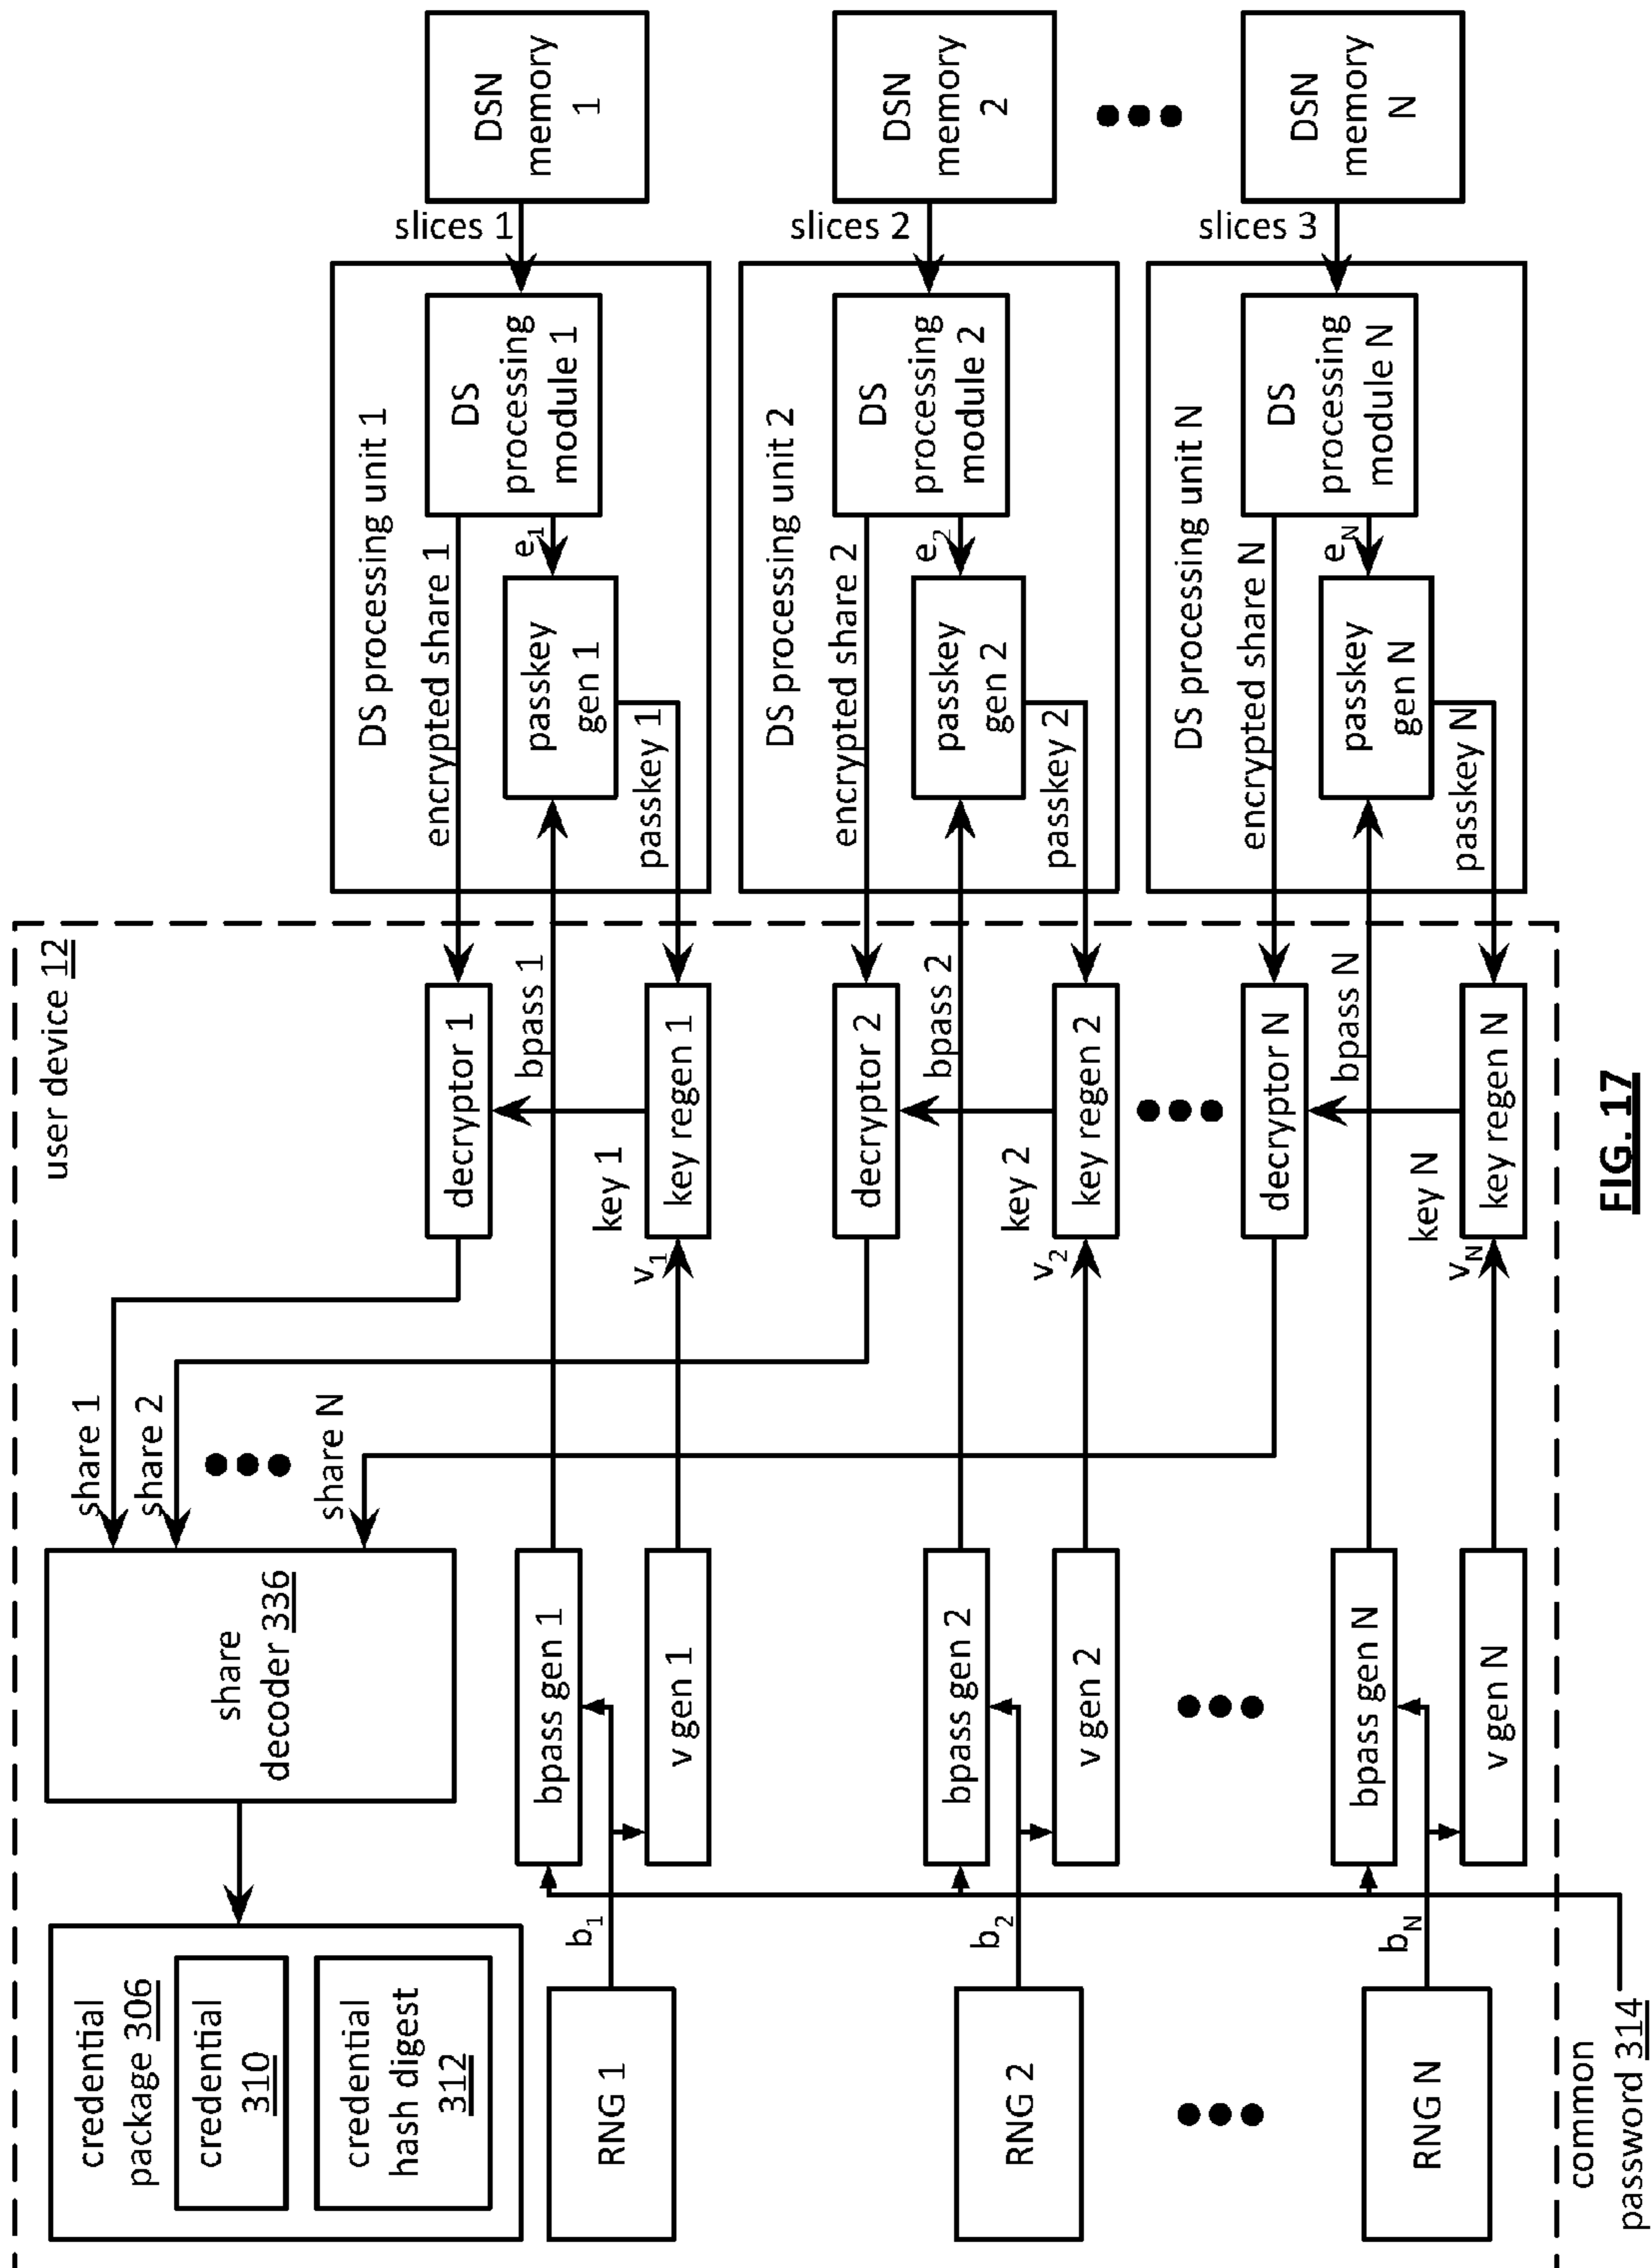 user device 12
credential
package 306
credential
310
credential
hash digest
312
share
decoder 336
share 1
share 2
share N
RNG 1
b1
bpass gen 1
v gen 1
v1
key 1
decryptor 1
key regen 1
bpass 1
DS processing unit 1
encrypted share 1
passkey 1
passkey
gen 1
e1
DS
processing
module 1
slices 1
DSN
memory
1
RNG 2
b2
bpass gen 2
v gen 2
v2
key 2
decryptor 2
key regen 2
bpass 2
DS processing unit 2
encrypted share 2
passkey 2
passkey
gen 2
e2
DS
processing
module 2
slices 2
DSN
memory
2
RNG N
bN
bpass gen N
v gen N
vN
key N
decryptor N
key regen N
bpass N
DS processing unit N
encrypted share N
passkey N
passkey
gen N
eN
DS
processing
module N
slices 3
DSN
memory
N
common
password 314
FIG. 17